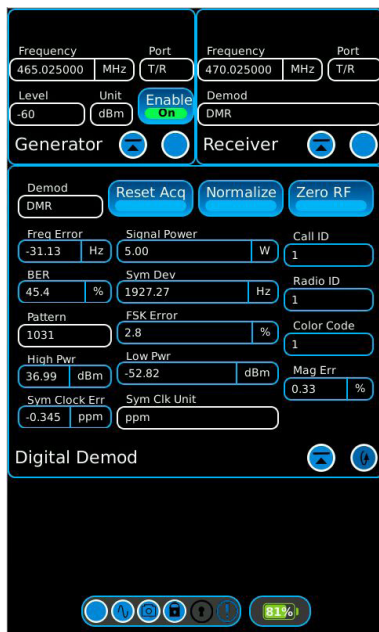 Frequency Port
465.025000 MHz T/R
Level Unit
-60 dBm
Enable
On
Generator
Frequency Port
470.025000 MHz T/R
Demod
DMR
Receiver
Demod
DMR
Reset Acq Normalize Zero RF
Freq Error Signal Power Call ID
-31.13 Hz 5.00 W 1
BER Sym Dev Radio ID
45.4 % 1927.27 Hz 1
Pattern FSK Error Color Code
1031 2.8 % 1
High Pwr Low Pwr Mag Err
36.99 dBm -52.82 dBm 0.33 %
Sym Clock Err Sym Clk Unit
-0.345 ppm ppm
Digital Demod
81%